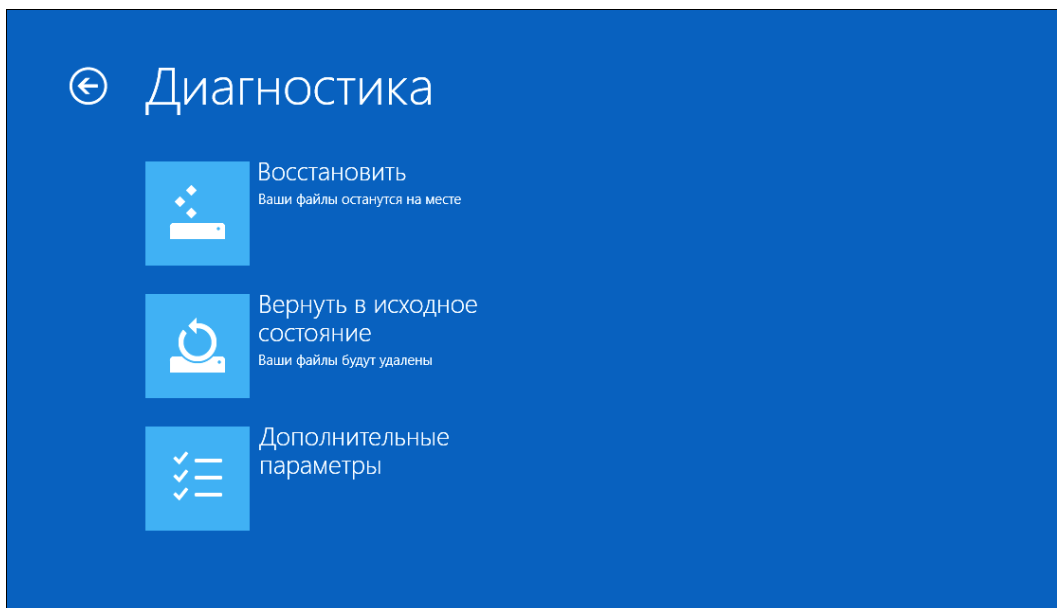 Диагностика
Восстановить
Ваши файлы останутся на месте
Вернуть в исходное
состояние
Ваши файлы будут удалены
Дополнительные
параметры